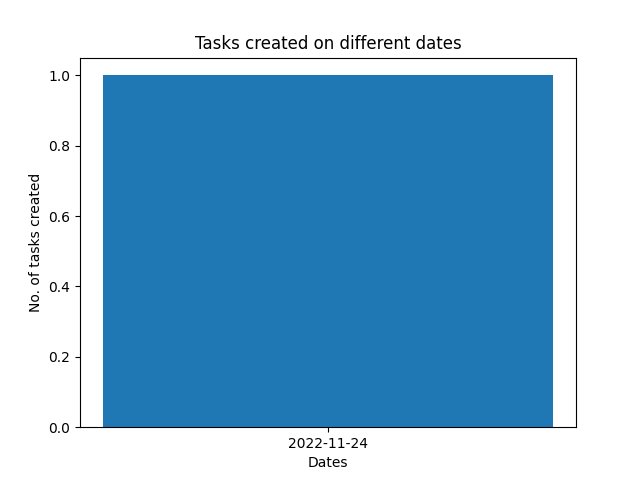 Tasks created on different dates
1.0
0.8
0.6
0.4
0.2
0.0
No. of tasks created
2022-11-24
Dates